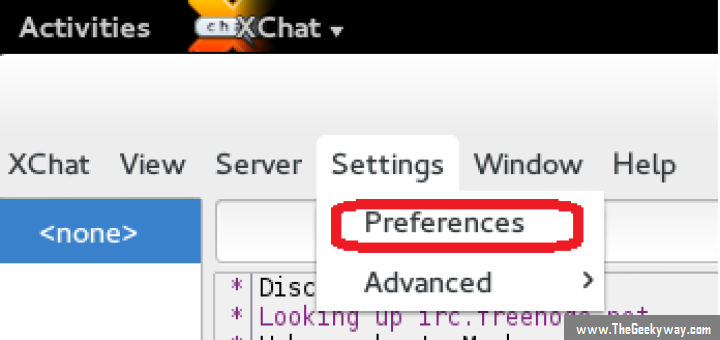 Activities XChat
XChat View Server Settings Window Help
<none> Preferences
Advanced
* Disc
* Looking up irc.freenode.net
*
www.TheGeekyway.com